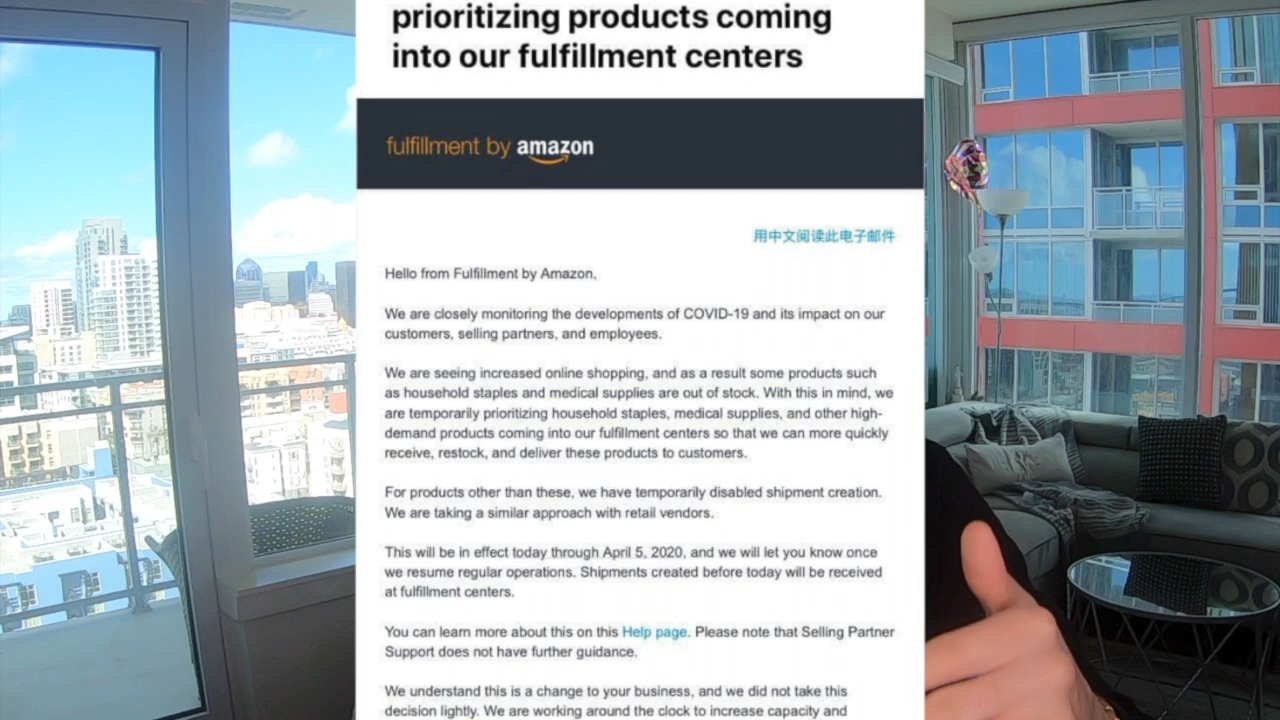 prioritizing products coming
into our fulfillment centers
fulfillment by amazon
用中文阅读此电子邮件
Hello from Fulfillment by Amazon,
We are closely monitoring the developments of COVID-19 and its impact on our
customers, selling partners, and employees.
We are seeing increased online shopping, and as a result some products such
as household staples and medical supplies are out of stock. With this in mind, we
are temporarily prioritizing household staples, medical supplies, and other high-
demand products coming into our fulfillment centers so that we can more quickly
receive, restock, and deliver these products to customers.
For products other than these, we have temporarily disabled shipment creation.
We are taking a similar approach with retail vendors.
This will be in effect today through April 5, 2020, and we will let you know once
we resume regular operations. Shipments created before today will be received
at fulfillment centers.
You can learn more about this on this Help page. Please note that Selling Partner
Support does not have further guidance.
We understand this is a change to your business, and we did not take this
decision lightly. We are working around the clock to increase capacity and